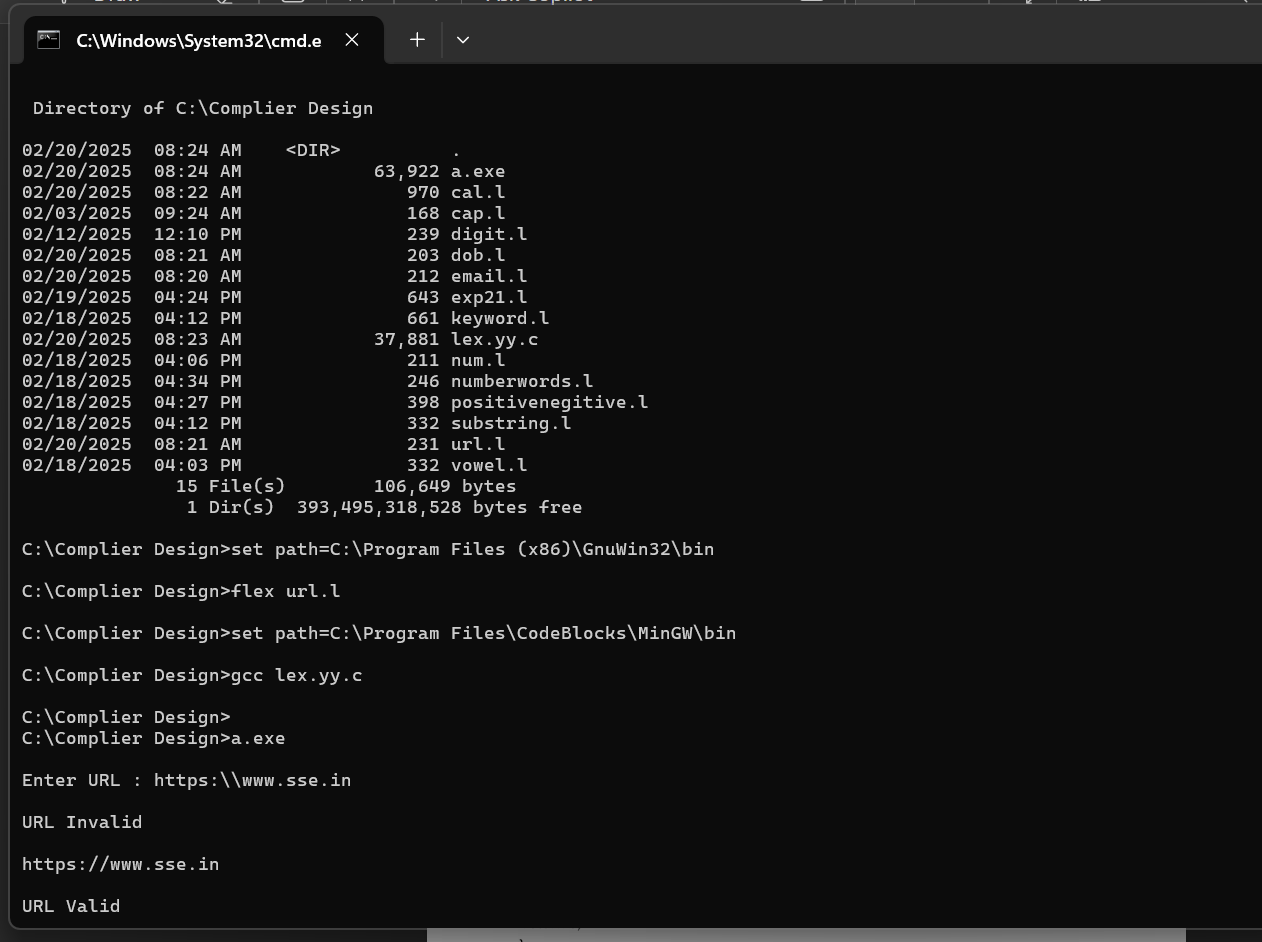 C:\Windows\System32\cmd.e
Directory of C:\Complier Design
02/20/2025  08:24 AM    <DIR>          .
02/20/2025  08:24 AM            63,922 a.exe
02/20/2025  08:22 AM               970 cal.l
02/03/2025  09:24 AM               168 cap.l
02/12/2025  12:10 PM               239 digit.l
02/20/2025  08:21 AM               203 dob.l
02/20/2025  08:20 AM               212 email.l
02/19/2025  04:24 PM               643 exp21.l
02/18/2025  04:12 PM               661 keyword.l
02/20/2025  08:23 AM            37,881 lex.yy.c
02/18/2025  04:06 PM               211 num.l
02/18/2025  04:34 PM               246 numberwords.l
02/18/2025  04:27 PM               398 positivenegitive.l
02/18/2025  04:12 PM               332 substring.l
02/20/2025  08:21 AM               231 url.l
02/18/2025  04:03 PM               332 vowel.l
15 File(s)        106,649 bytes
1 Dir(s)  393,495,318,528 bytes free
C:\Complier Design>set path=C:\Program Files (x86)\GnuWin32\bin
C:\Complier Design>flex url.l
C:\Complier Design>set path=C:\Program Files\CodeBlocks\MinGW\bin
C:\Complier Design>gcc lex.yy.c
C:\Complier Design>
C:\Complier Design>a.exe
Enter URL : https:\\www.sse.in
URL Invalid
https://www.sse.in
URL Valid